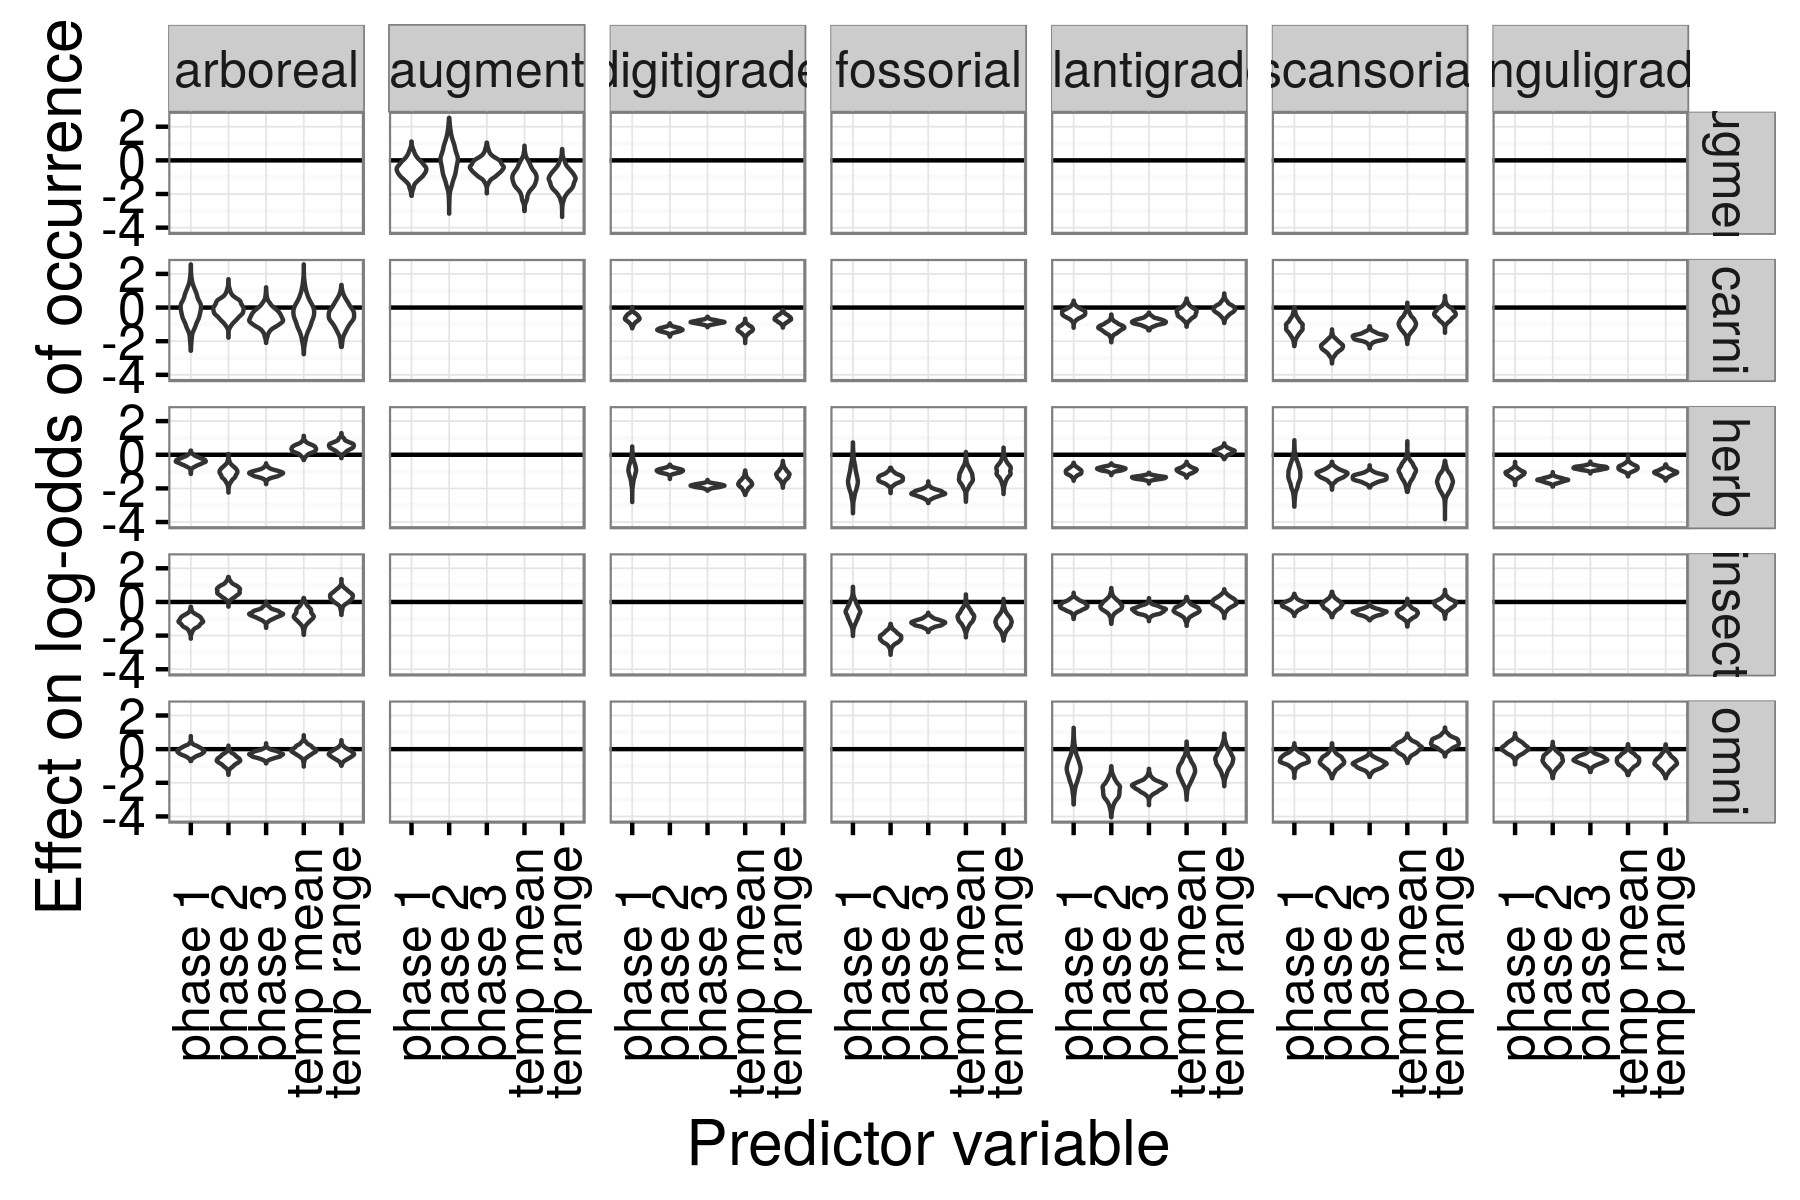 arboreal augment digitigrade fossorial lantigrad scansoria nguligrad
Effect on log-odds of occurrence
2
0
-2
-4
ugme
2
0
-2
-4
carni
2
0
-2
-4
herb
2
0
-2
-4
insect
2
0
-2
-4
omni
phase 1 phase 2 phase 3 temp mean temp range
phase 1 phase 2 phase 3 temp mean temp range
phase 1 phase 2 phase 3 temp mean temp range
phase 1 phase 2 phase 3 temp mean temp range
phase 1 phase 2 phase 3 temp mean temp range
phase 1 phase 2 phase 3 temp mean temp range
phase 1 phase 2 phase 3 temp mean temp range
Predictor variable